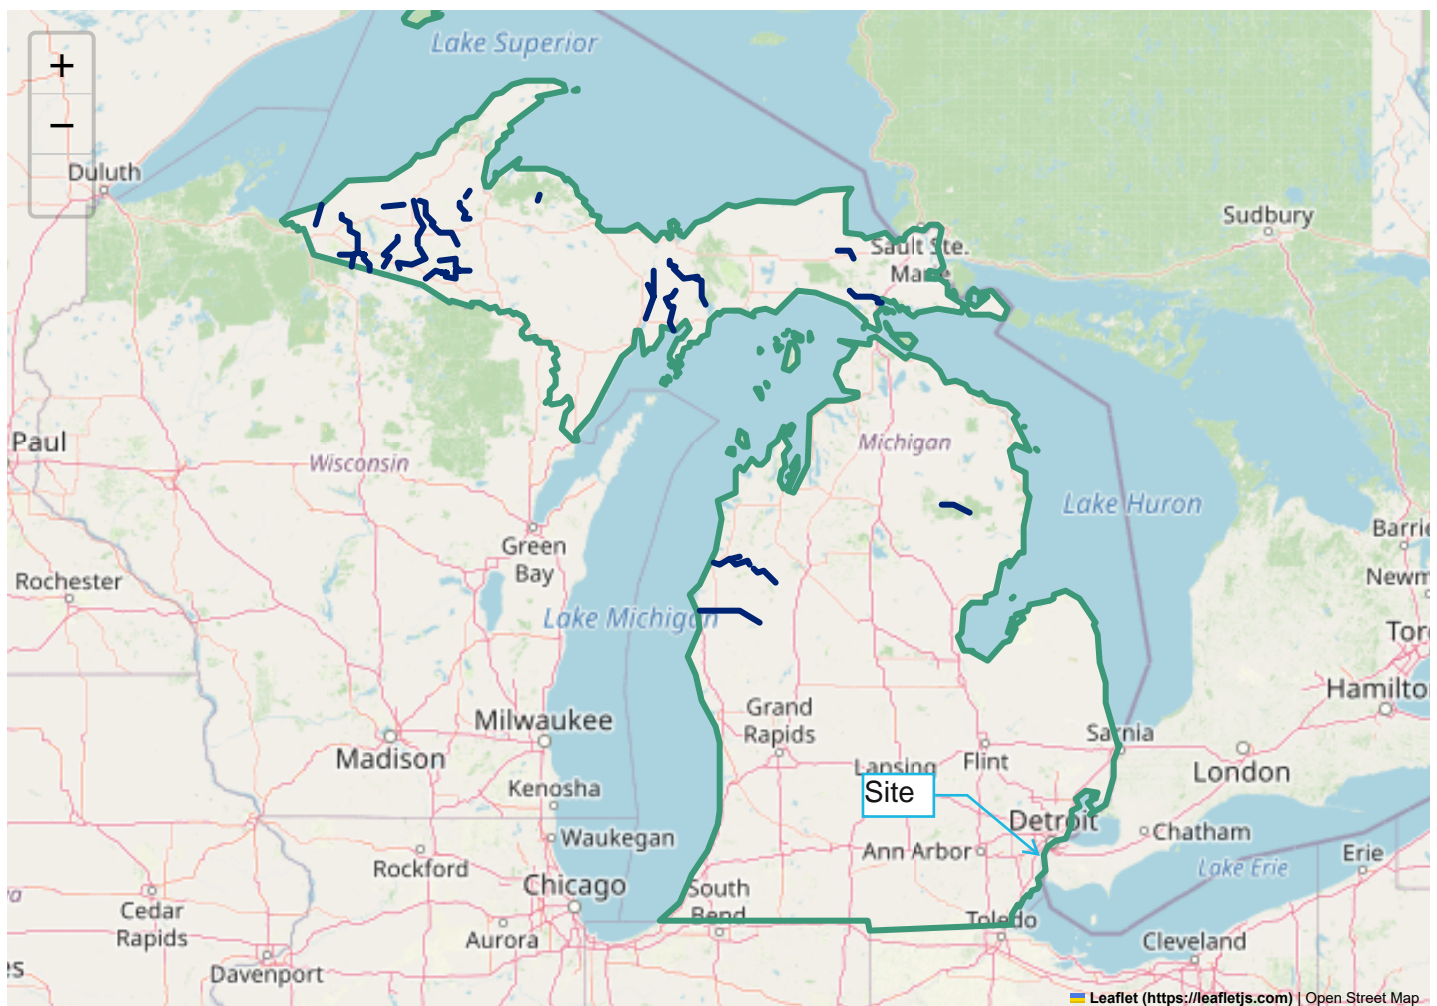 +
−
Lake Superior
Duluth
Sudbury
Sault Ste.
Marie
Paul
Wisconsin
Michigan
Lake Huron
Barrie
Green
Bay
Rochester
Newm
Lake Michigan
Toro
Hamilto
Grand
Rapids
Milwaukee
Madison
Sarnia
Lansing
Flint
London
Kenosha
Site
Detroit
Waukegan
Chatham
Rockford
Ann Arbor
Lake Erie
Erie
Chicago
South
Bend
Cedar
Rapids
Aurora
Toledo
Cleveland
es
Davenport
Leaflet (https://leafletjs.com) | Open Street Map